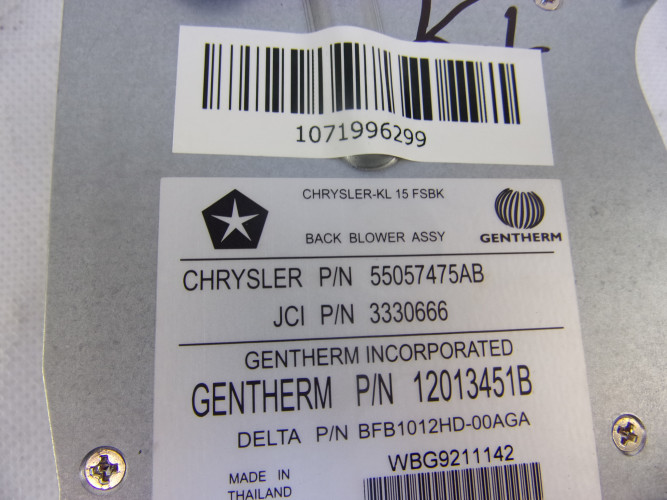 KL
1071996299
CHRYSLER-KL 15 FSBK
BACK BLOWER ASSY
GENTHERM
CHRYSLER P/N 55057475AB
JCI P/N 3330666
GENTHERM INCORPORATED
GENTHERM P/N 12013451B
DELTA P/N BFB1012HD-00AGA
WBG9211142
MADE IN
THAILAND